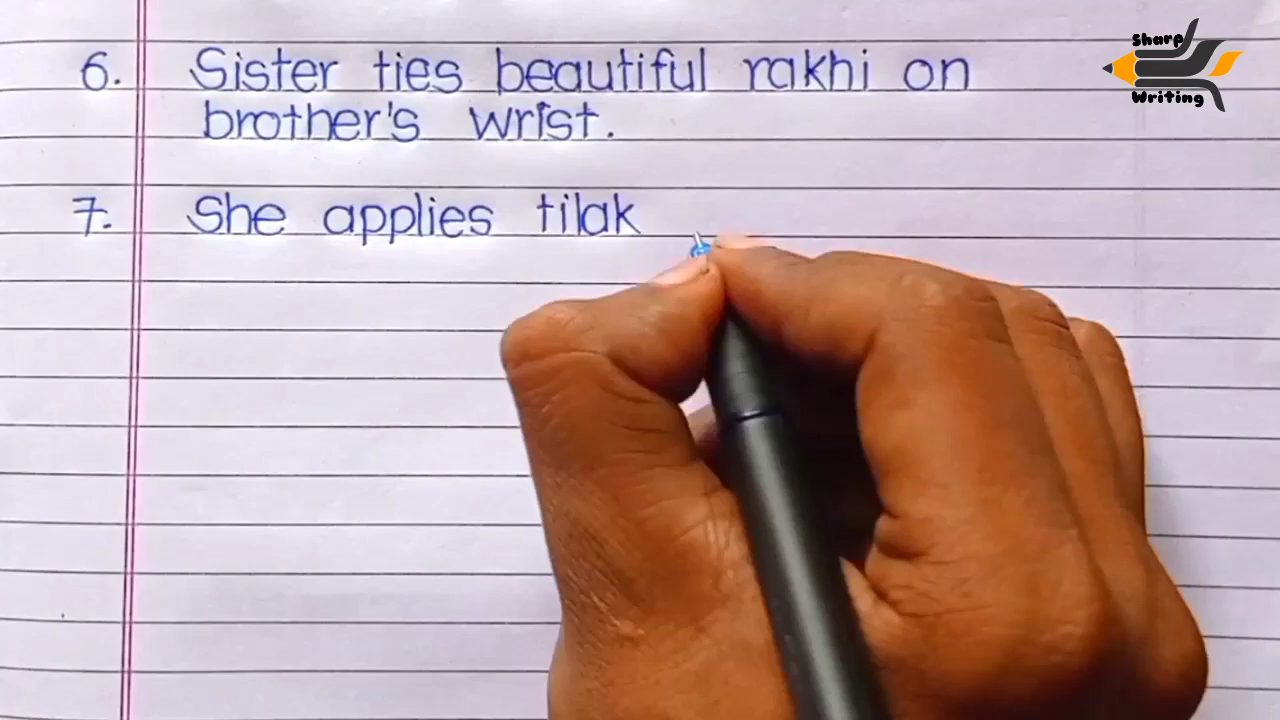 Sharp
Writing
6. Sister ties beautiful rakhi on
brother's wrist.
7. She applies tilak